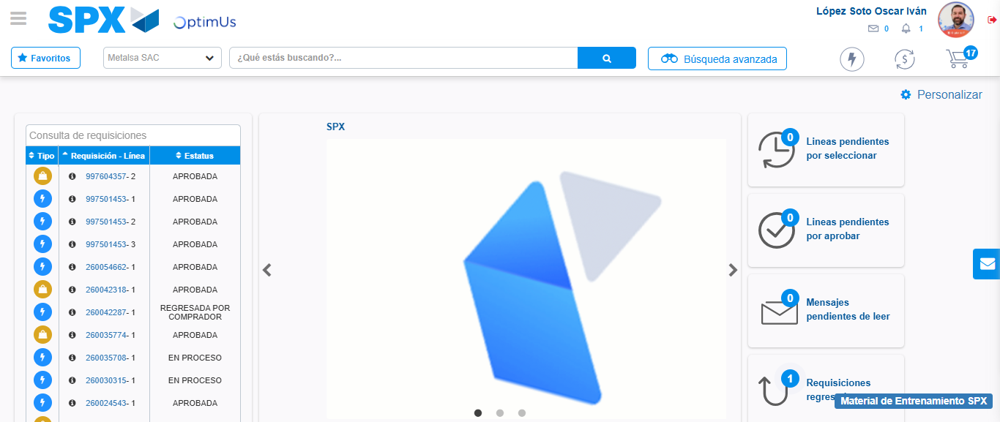 SPX OptimUs
López Soto Oscar Iván
0 1
Favoritos
Metalsa SAC
¿Qué estás buscando?...
Búsqueda avanzada
17
Personalizar
Consulta de requisiciones
Tipo Requisición - Línea Estatus
997604357- 2 APROBADA
997501453- 1 APROBADA
997501453- 2 APROBADA
997501453- 3 APROBADA
260054662- 1 APROBADA
260042318- 1 APROBADA
260042287- 1 REGRESADA POR
COMPRADOR
260035774- 1 APROBADA
260035708- 1 EN PROCESO
260030315- 1 EN PROCESO
260024543- 1 APROBADA
SPX
0
Lineas pendientes
por seleccionar
0
Lineas pendientes
por aprobar
0
Mensajes
pendientes de leer
1
Requisiciones
Material de Entrenamiento SPX